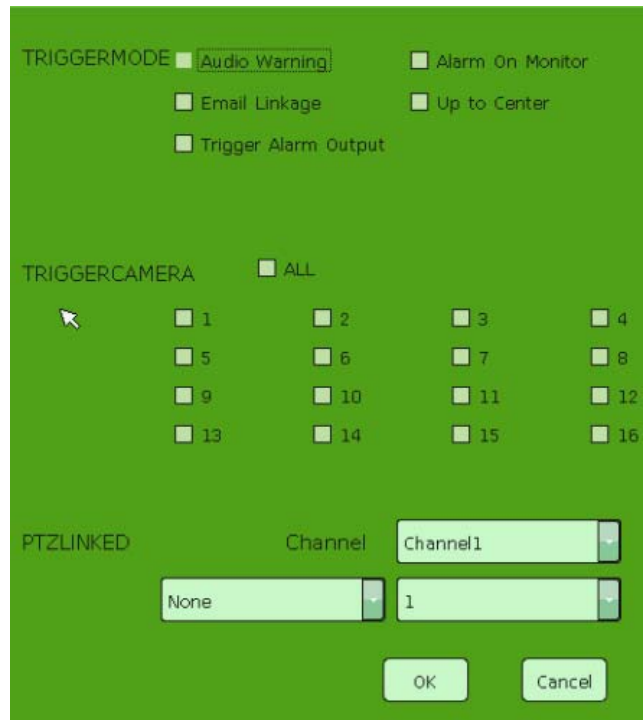 TRIGGERMODE Audio Warning Alarm On Monitor
Email Linkage Up to Center
Trigger Alarm Output
TRIGGERCAMERA ALL
1 2 3 4
5 6 7 8
9 10 11 12
13 14 15 16
PTZLINKED Channel Channel1
None 1
OK Cancel